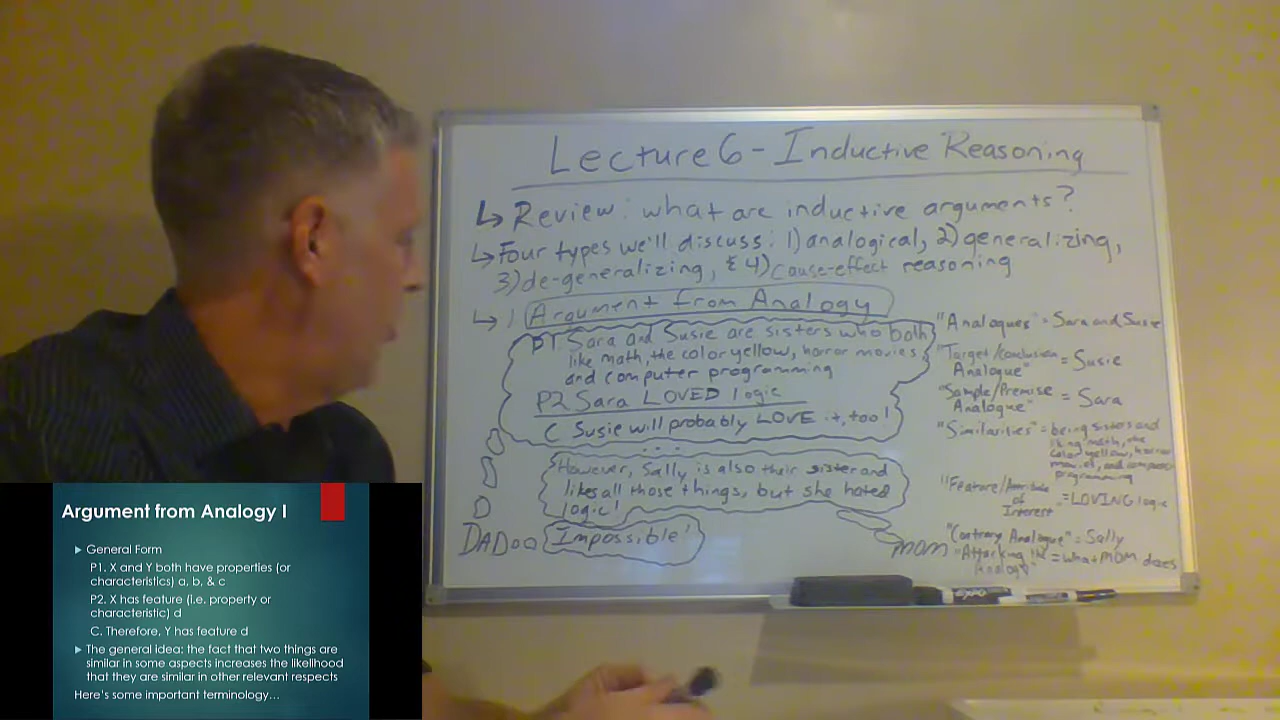 Lecture 6 - Inductive Reasoning
↳ Review: what are inductive arguments?
↳ Four types we'll discuss: 1) analogical, 2) generalizing,
3) de-generalizing, & 4) cause-effect reasoning
↳ 1 Argument from Analogy
P1 Sara and Susie are sisters who both
like math, the color yellow, horror movies
and computer programming
P2 Sara LOVED logic
C Susie will probably LOVE it, too!
...
However, Sally is also their sister and
likes all those things, but she hated
logic!
DAD
Impossible!
MOM
"Analogues" = Sara and Susie
"Target/Conclusion
Analogue" = Susie
"Sample/Premise
Analogue" = Sara
"Similarities" = being sisters and
liking math, the
color yellow, horror
movies, and computer
programming
"Feature/Attribute
of
Interest" = LOVING logic
"Contrary Analogue" = Sally
"Attacking the
Analogy" = what MOM does
Argument from Analogy I
General Form
P1. X and Y both have properties (or
characteristics) a, b, & c
P2. X has feature (i.e. property or
characteristic) d
C. Therefore, Y has feature d
The general idea: the fact that two things are
similar in some aspects increases the likelihood
that they are similar in other relevant respects
Here's some important terminology...